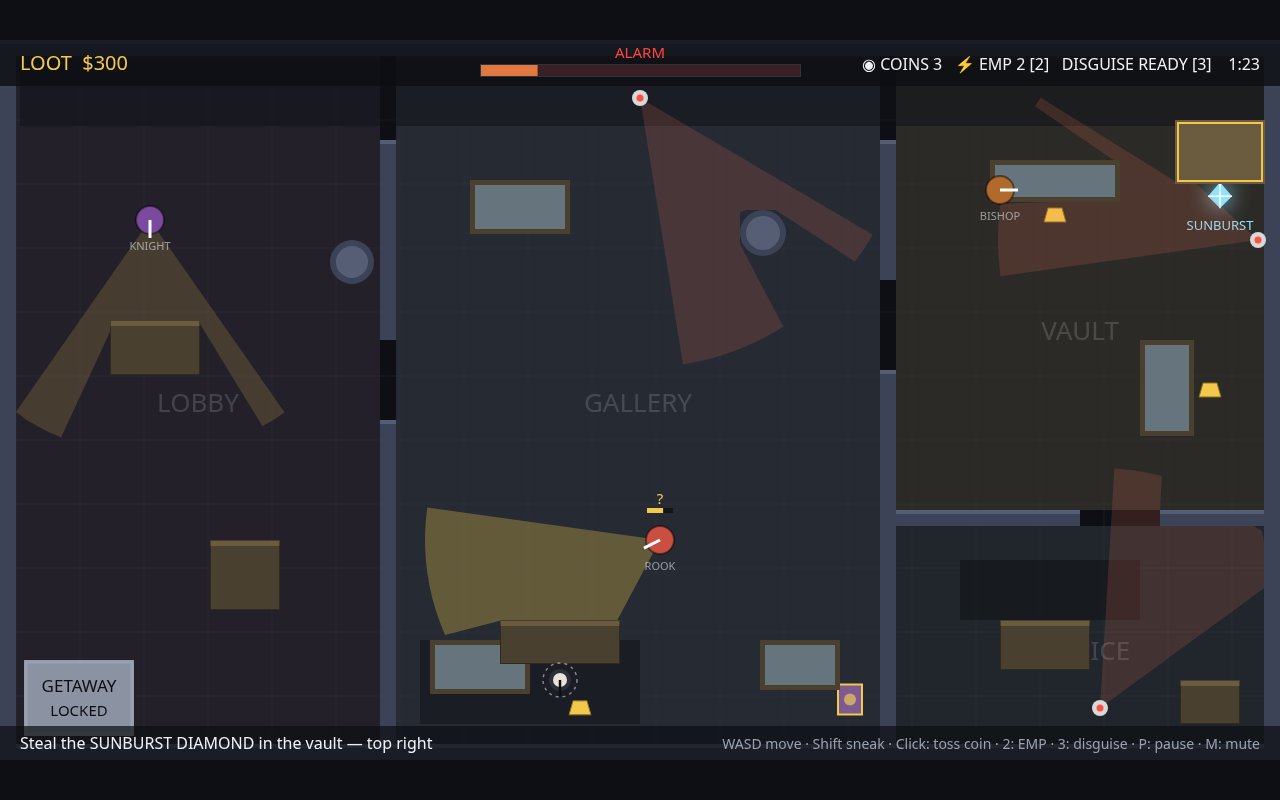 LOOT $300
ALARM
◉ COINS 3 ⚡ EMP 2 [2] DISGUISE READY [3] 1:23
KNIGHT
BISHOP
SUNBURST
VAULT
LOBBY
GALLERY
?
ROOK
ICE
GETAWAY
LOCKED
Steal the SUNBURST DIAMOND in the vault — top right
WASD move · Shift sneak · Click: toss coin · 2: EMP · 3: disguise · P: pause · M: mute